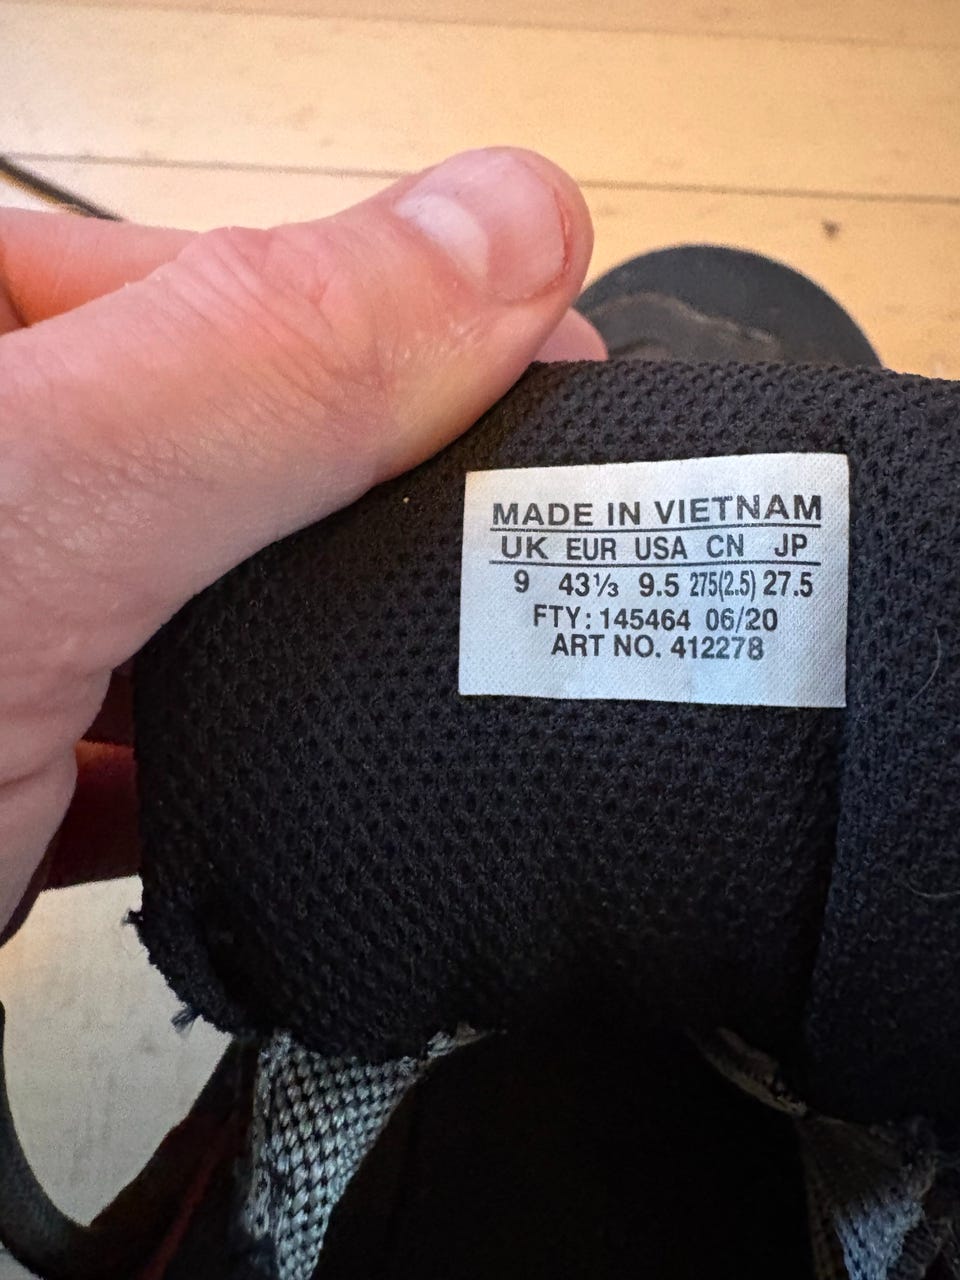 MADE IN VIETNAM
UK EUR USA CN JP
9 43⅓ 9.5 275(2.5) 27.5
FTY: 145464 06/20
ART NO. 412278